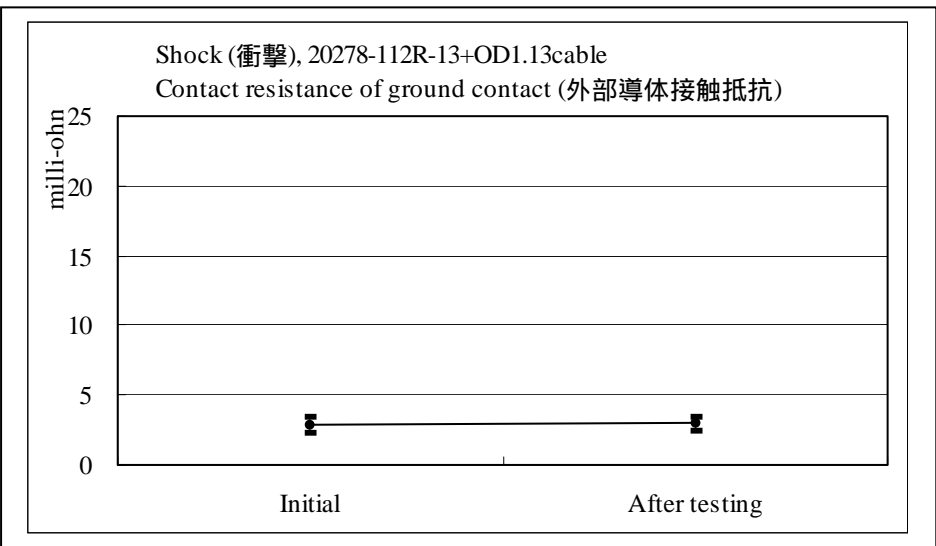 Shock (衝撃), 20278-112R-13+OD1.13cable
Contact resistance of ground contact (外部導体接触抵抗)
milli-ohn
25
20
15
10
5
0
Initial
After testing